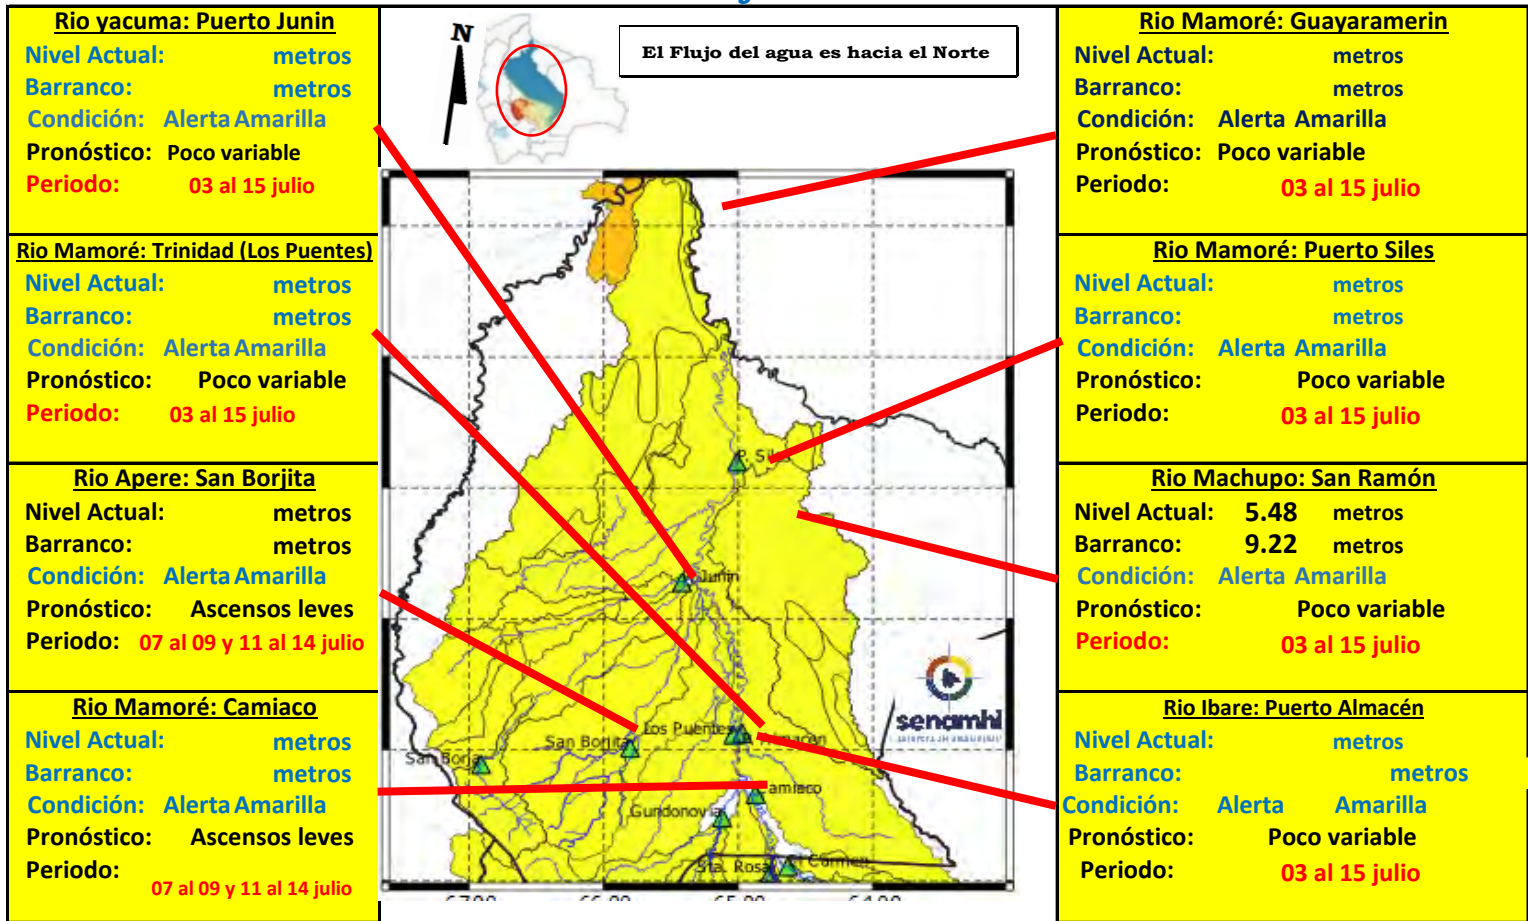 Rio yacuma: Puerto Junin
Nivel Actual: metros
Barranco: metros
Condición: Alerta Amarilla
Pronóstico: Poco variable
Periodo: 03 al 15 julio
Rio Mamoré: Trinidad (Los Puentes)
Nivel Actual: metros
Barranco: metros
Condición: Alerta Amarilla
Pronóstico: Poco variable
Periodo: 03 al 15 julio
Rio Apere: San Borjita
Nivel Actual: metros
Barranco: metros
Condición: Alerta Amarilla
Pronóstico: Ascensos leves
Periodo: 07 al 09 y 11 al 14 julio
Rio Mamoré: Camiaco
Nivel Actual: metros
Barranco: metros
Condición: Alerta Amarilla
Pronóstico: Ascensos leves
Periodo:
07 al 09 y 11 al 14 julio
N
El Flujo del agua es hacia el Norte
P. Siles
Junin
Los Puentes
P. Almacén
San Borjita
San Borja
Camiaco
Gundonovia
Sta. Rosa
El Carmen
senamhi
Rio Mamoré: Guayaramerin
Nivel Actual: metros
Barranco: metros
Condición: Alerta Amarilla
Pronóstico: Poco variable
Periodo: 03 al 15 julio
Rio Mamoré: Puerto Siles
Nivel Actual: metros
Barranco: metros
Condición: Alerta Amarilla
Pronóstico: Poco variable
Periodo: 03 al 15 julio
Rio Machupo: San Ramón
Nivel Actual: 5.48 metros
Barranco: 9.22 metros
Condición: Alerta Amarilla
Pronóstico: Poco variable
Periodo: 03 al 15 julio
Rio Ibare: Puerto Almacén
Nivel Actual: metros
Barranco: metros
Condición: Alerta Amarilla
Pronóstico: Poco variable
Periodo: 03 al 15 julio